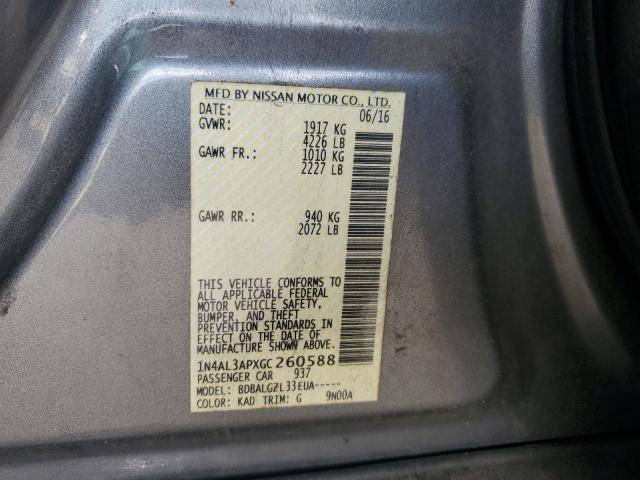 MFD BY NISSAN MOTOR CO., LTD.
DATE: 06/16
GVWR: 1917 KG
4226 LB
GAWR FR.: 1010 KG
2227 LB
GAWR RR.: 940 KG
2072 LB
THIS VEHICLE CONFORMS TO
ALL APPLICABLE FEDERAL
MOTOR VEHICLE SAFETY,
BUMPER, AND THEFT
PREVENTION STANDARDS IN
EFFECT ON THE DATE OF
MANUFACTURE SHOWN ABOVE.
1N4AL3APXGC260588
PASSENGER CAR 937
MODEL: BDBALGZL33EUA-----
COLOR: KAD TRIM: G 9N00A